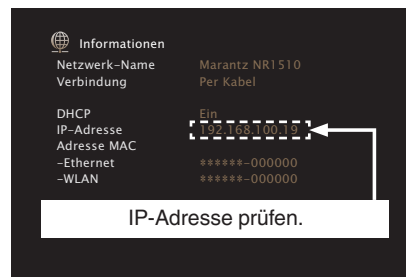 Informationen
Netzwerk-Name Marantz NR1510
Verbindung Per Kabel
DHCP Ein
IP-Adresse 192.168.100.19
Adresse MAC
-Ethernet ******-000000
-WLAN ******-000000
IP-Adresse prüfen.